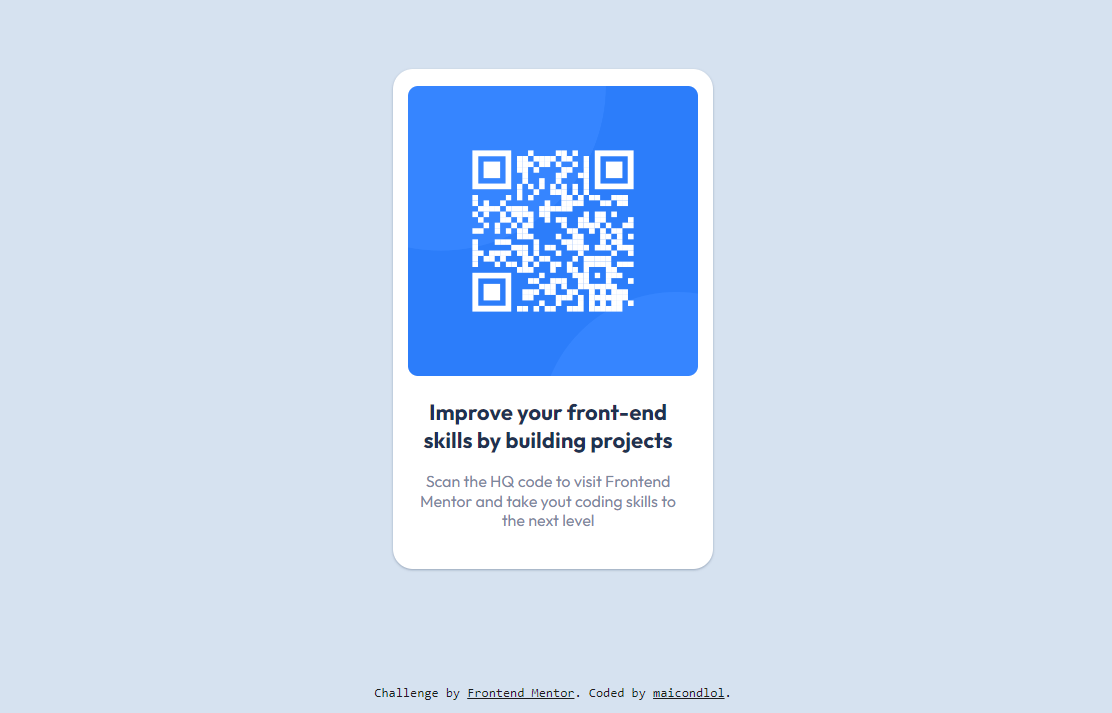 Improve your front-end
skills by building projects
Scan the HQ code to visit Frontend
Mentor and take yout coding skills to
the next level
Challenge by Frontend Mentor. Coded by maicondlol.